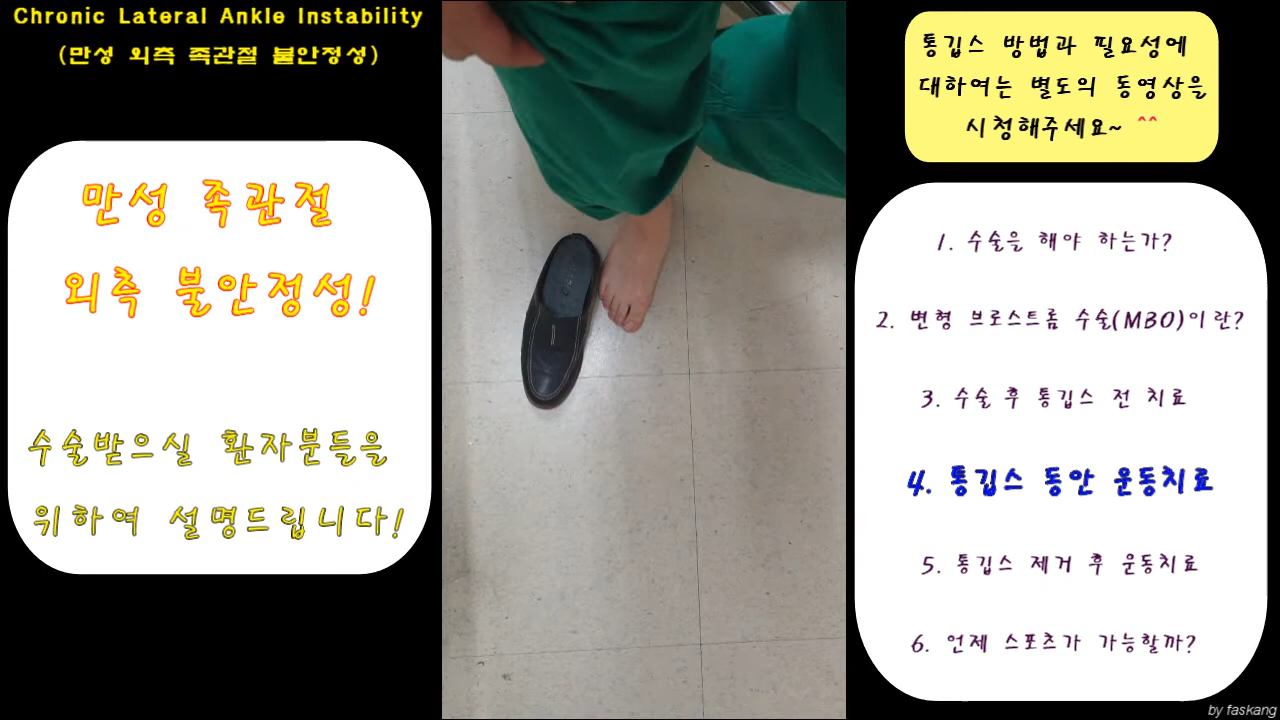 Chronic Lateral Ankle Instability
(만성 외측 족관절 불안정성)
만성 족관절
외측 불안정성!
수술받으실 환자분들을
위하여 설명드립니다!
통깁스 방법과 필요성에
대하여는 별도의 동영상을
시청해주세요~ ^^
1. 수술을 해야 하는가?
2. 변형 브로스트롬 수술(MBO)이란?
3. 수술 후 통깁스 전 치료
4. 통깁스 동안 운동치료
5. 통깁스 제거 후 운동치료
6. 언제 스포츠가 가능할까?
by faskang